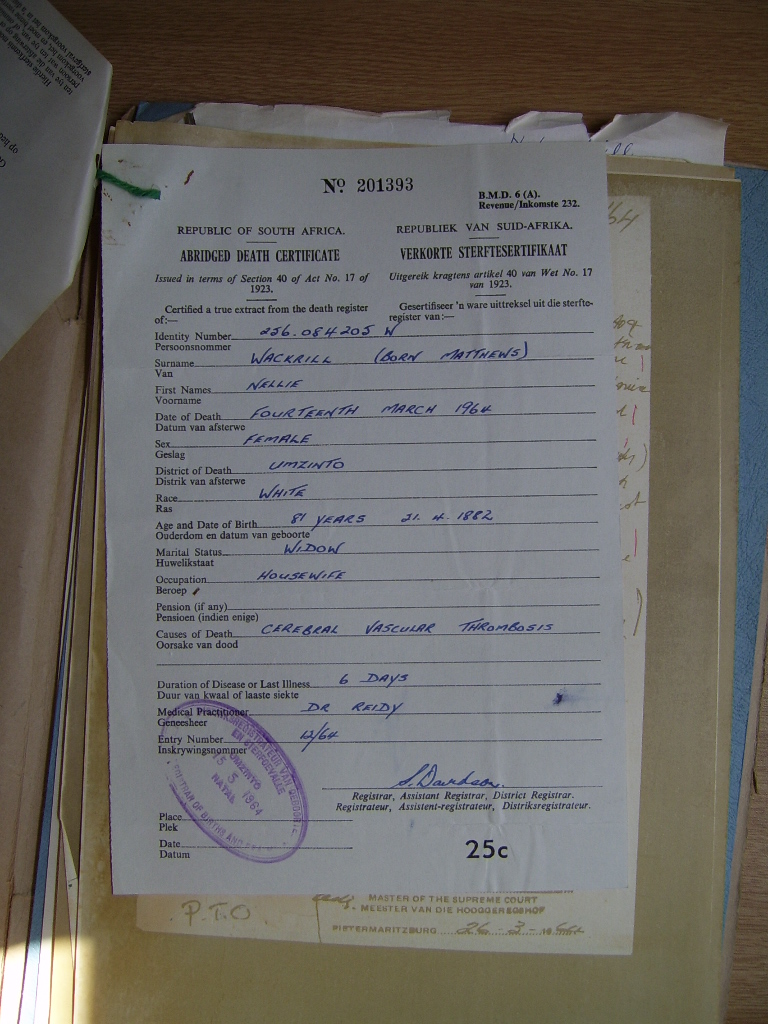 Nº 201393
B.M.D. 6 (A).
Revenue/Inkomste 232.
REPUBLIC OF SOUTH AFRICA.
ABRIDGED DEATH CERTIFICATE
Issued in terms of Section 40 of Act No. 17 of
1923.
Certified a true extract from the death register
of:—
REPUBLIEK VAN SUID-AFRIKA.
VERKORTE STERFTESERTIFIKAAT
Uitgereik kragtens artikel 40 van Wet No. 17
van 1923.
Gesertifiseer 'n ware uittreksel uit die sterfte-
register van:—
Identity Number 256.084205 W
Persoonsnommer
Surname WACKRILL (BORN MATTHEWS)
Van
First Names NELLIE
Voorname
Date of Death FOURTEENTH MARCH 1964
Datum van afsterwe
Sex FEMALE
Geslag
District of Death UMZINTO
Distrik van afsterwe
Race WHITE
Ras
Age and Date of Birth 81 YEARS 21.4.1882
Ouderdom en datum van geboorte
Marital Status WIDOW
Huwelikstaat
Occupation HOUSEWIFE
Beroep
Pension (if any)
Pensioen (indien enige)
Causes of Death CEREBRAL VASCULAR THROMBOSIS
Oorsake van dood
Duration of Disease or Last Illness 6 DAYS
Duur van kwaal of laaste siekte
Medical Practitioner DR REIDY
Geneesheer
Entry Number 12/64
Inskrywingsnommer
UMZINTO
NATAL
S. Davidson
Registrar, Assistant Registrar, District Registrar.
Registrateur, Assistent-registrateur, Distriksregistrateur.
Place
Plek
Date
Datum
25c
P.T.O.
MASTER OF THE SUPREME COURT
MEESTER VAN DIE HOOGGEREGSHOF
PIETERMARITZBURG 26-3-1964